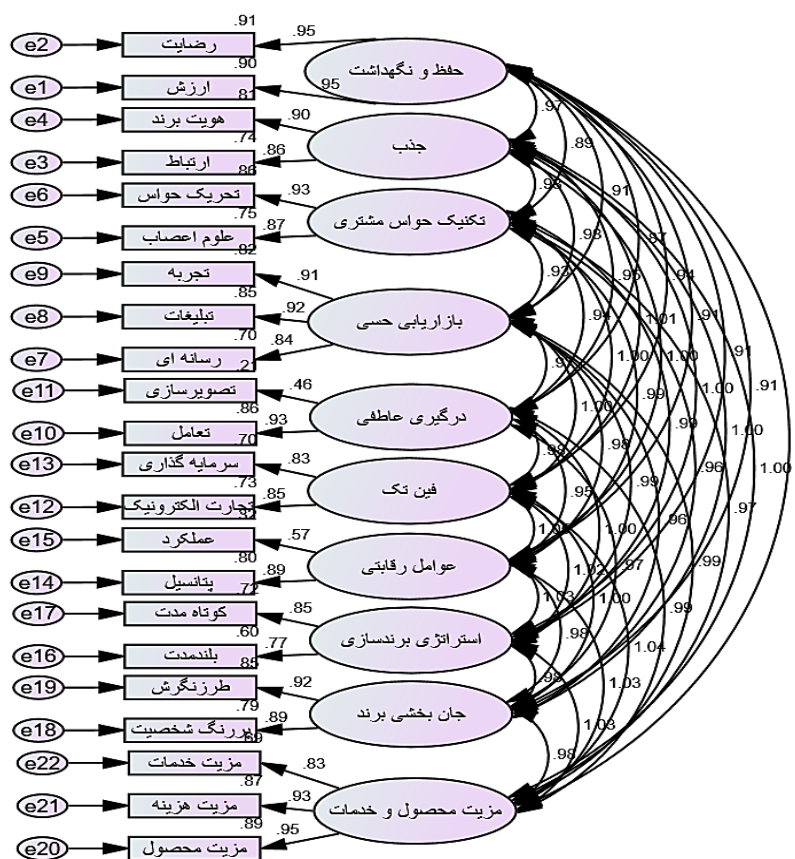 .91
e2 رضایت .95 حفظ و نگهداشت
.90
e1 ارزش .95
.81
e4 هویت برند .90 جذب
.74
e3 ارتباط .86
.86
e6 تحریک حواس .93 تکنیک حواس مشتری
.75
e5 علوم اعصاب .87
.82
e9 تجربه .91 بازاریابی حسی
.85
e8 تبلیغات .92
.70
e7 رسانه ای .84
.21
e11 تصویرسازی .46 درگیری عاطفی
.86
e10 تعامل .93
.70
e13 سرمایه گذاری .83 فین تک
.73
e12 تجارت الکترونیک .85
e15 عملکرد .57 عوامل رقابتی
.80
e14 پتانسیل .89
.72
e17 کوتاه مدت .85 استراتژی برندسازی
.60
e16 بلندمدت .77
.85
e19 طرزنگرش .92 جان بخشی برند
.79
e18 پررنگ شخصیت .89
.69
e22 مزیت خدمات .83 مزیت محصول و خدمات
.87
e21 مزیت هزینه .93
.89
e20 مزیت محصول .95
.97
.89
.91
.93
.94
1.01
.91
.91
.91
1.00
1.00
1.00
1.00
.99
.96
.97
.98
.99
1.00
.95
.99
.96
1.00
.97
.99
1.00
.99
.98
1.04
1.03
1.03
.98
.98